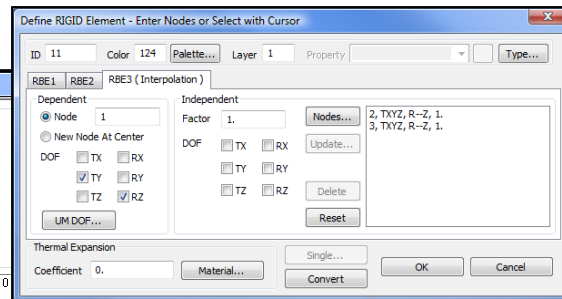 Define RIGID Element - Enter Nodes or Select with Cursor
ID 11 Color 124 Palette... Layer 1 Property Type...
RBE1 RBE2 RBE3 ( Interpolation )
Dependent
Node 1
New Node At Center
DOF TX RX
TY RY
TZ RZ
UM DOF...
Independent
Factor 1. Nodes...
DOF TX RX Update...
TY RY
TZ RZ Delete
Reset
2, TXYZ, R--Z, 1.
3, TXYZ, R--Z, 1.
Thermal Expansion
Coefficient 0. Material...
Single...
Convert
OK Cancel
0